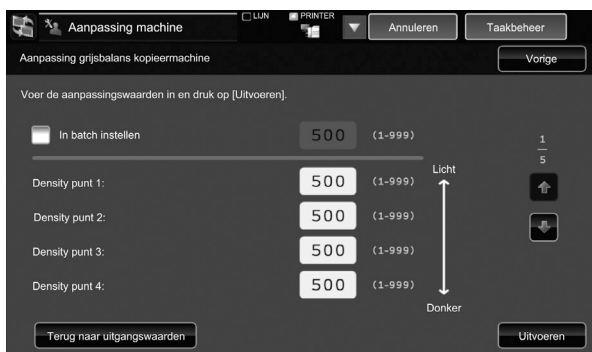 Aanpassing machine
LIJN
PRINTER
Annuleren
Taakbeheer
Aanpassing grijsbalans kopieermachine
Vorige
Voer de aanpassingswaarden in en druk op [Uitvoeren].
In batch instellen 500 (1-999)
1
5
Licht
Density punt 1: 500 (1-999)
Density punt 2: 500 (1-999)
Density punt 3: 500 (1-999)
Density punt 4: 500 (1-999)
Donker
Terug naar uitgangswaarden
Uitvoeren